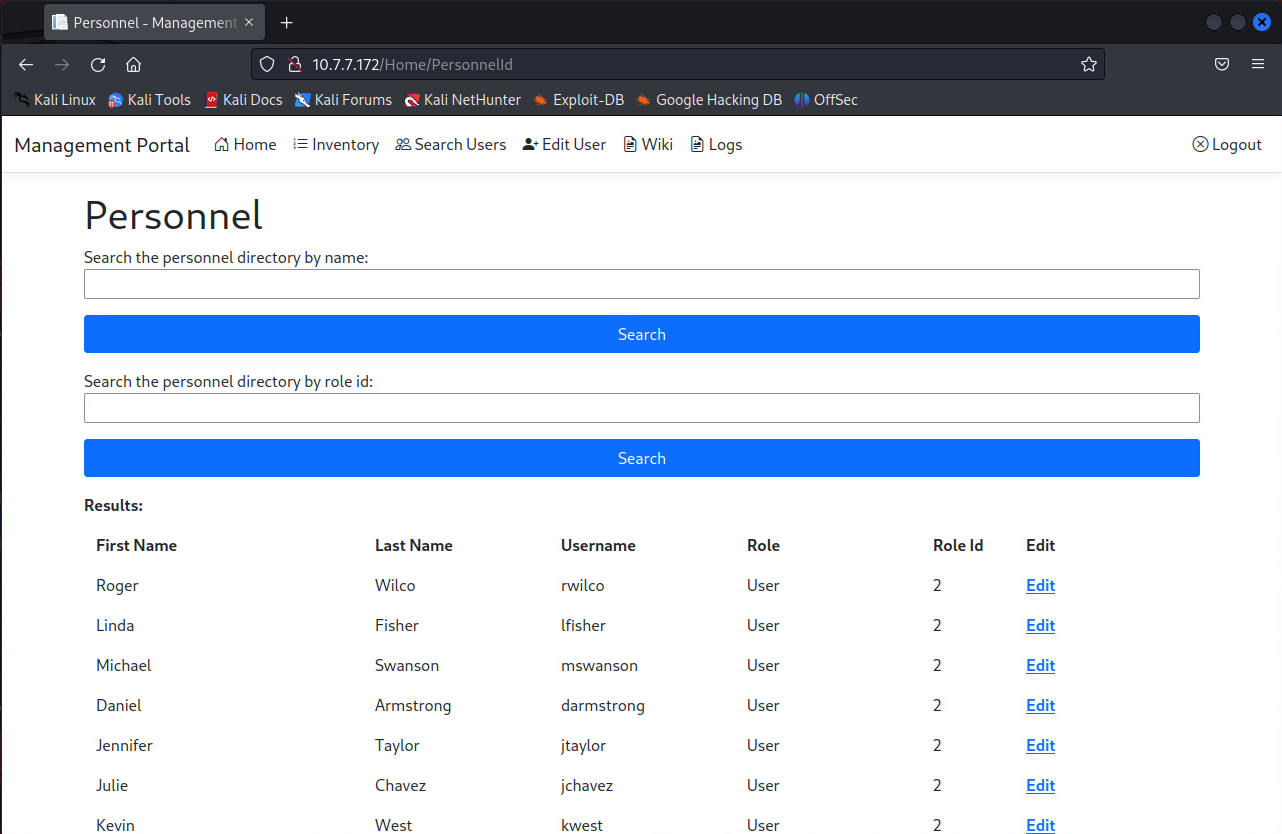 Personnel - Management
10.7.7.172/Home/PersonnelId
Kali Linux Kali Tools Kali Docs Kali Forums Kali NetHunter Exploit-DB Google Hacking DB OffSec
Management Portal Home Inventory Search Users Edit User Wiki Logs Logout
Personnel
Search the personnel directory by name:
Search
Search the personnel directory by role id:
Search
Results:
First Name Last Name Username Role Role Id Edit
Roger Wilco rwilco User 2 Edit
Linda Fisher lfisher User 2 Edit
Michael Swanson mswanson User 2 Edit
Daniel Armstrong darmstrong User 2 Edit
Jennifer Taylor jtaylor User 2 Edit
Julie Chavez jchavez User 2 Edit
Kevin West kwest User 2 Edit